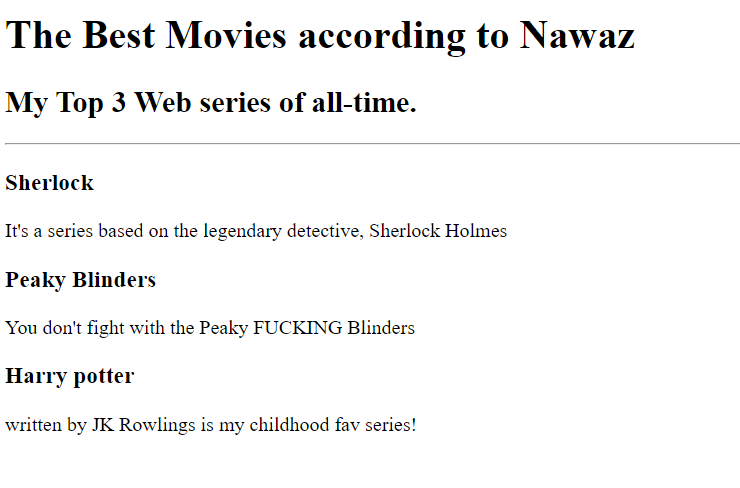 The Best Movies according to Nawaz
My Top 3 Web series of all-time.
Sherlock
It's a series based on the legendary detective, Sherlock Holmes
Peaky Blinders
You don't fight with the Peaky FUCKING Blinders
Harry potter
written by JK Rowlings is my childhood fav series!